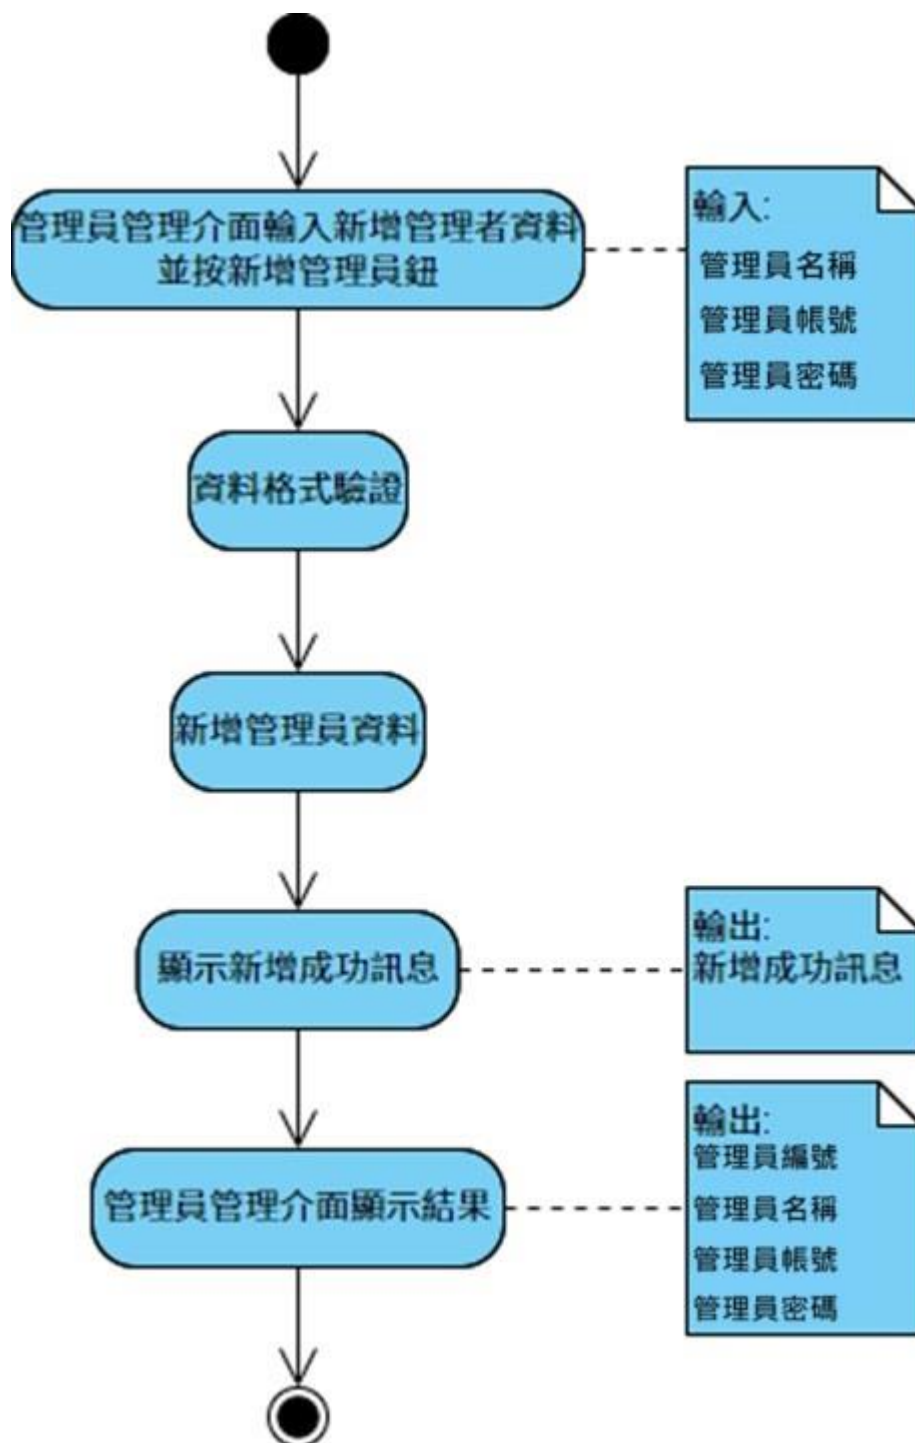 管理員管理介面輸入新增管理者資料
並按新增管理員鈕
輸入:
管理員名稱
管理員帳號
管理員密碼
資料格式驗證
新增管理員資料
顯示新增成功訊息
輸出:
新增成功訊息
管理員管理介面顯示結果
輸出:
管理員編號
管理員名稱
管理員帳號
管理員密碼